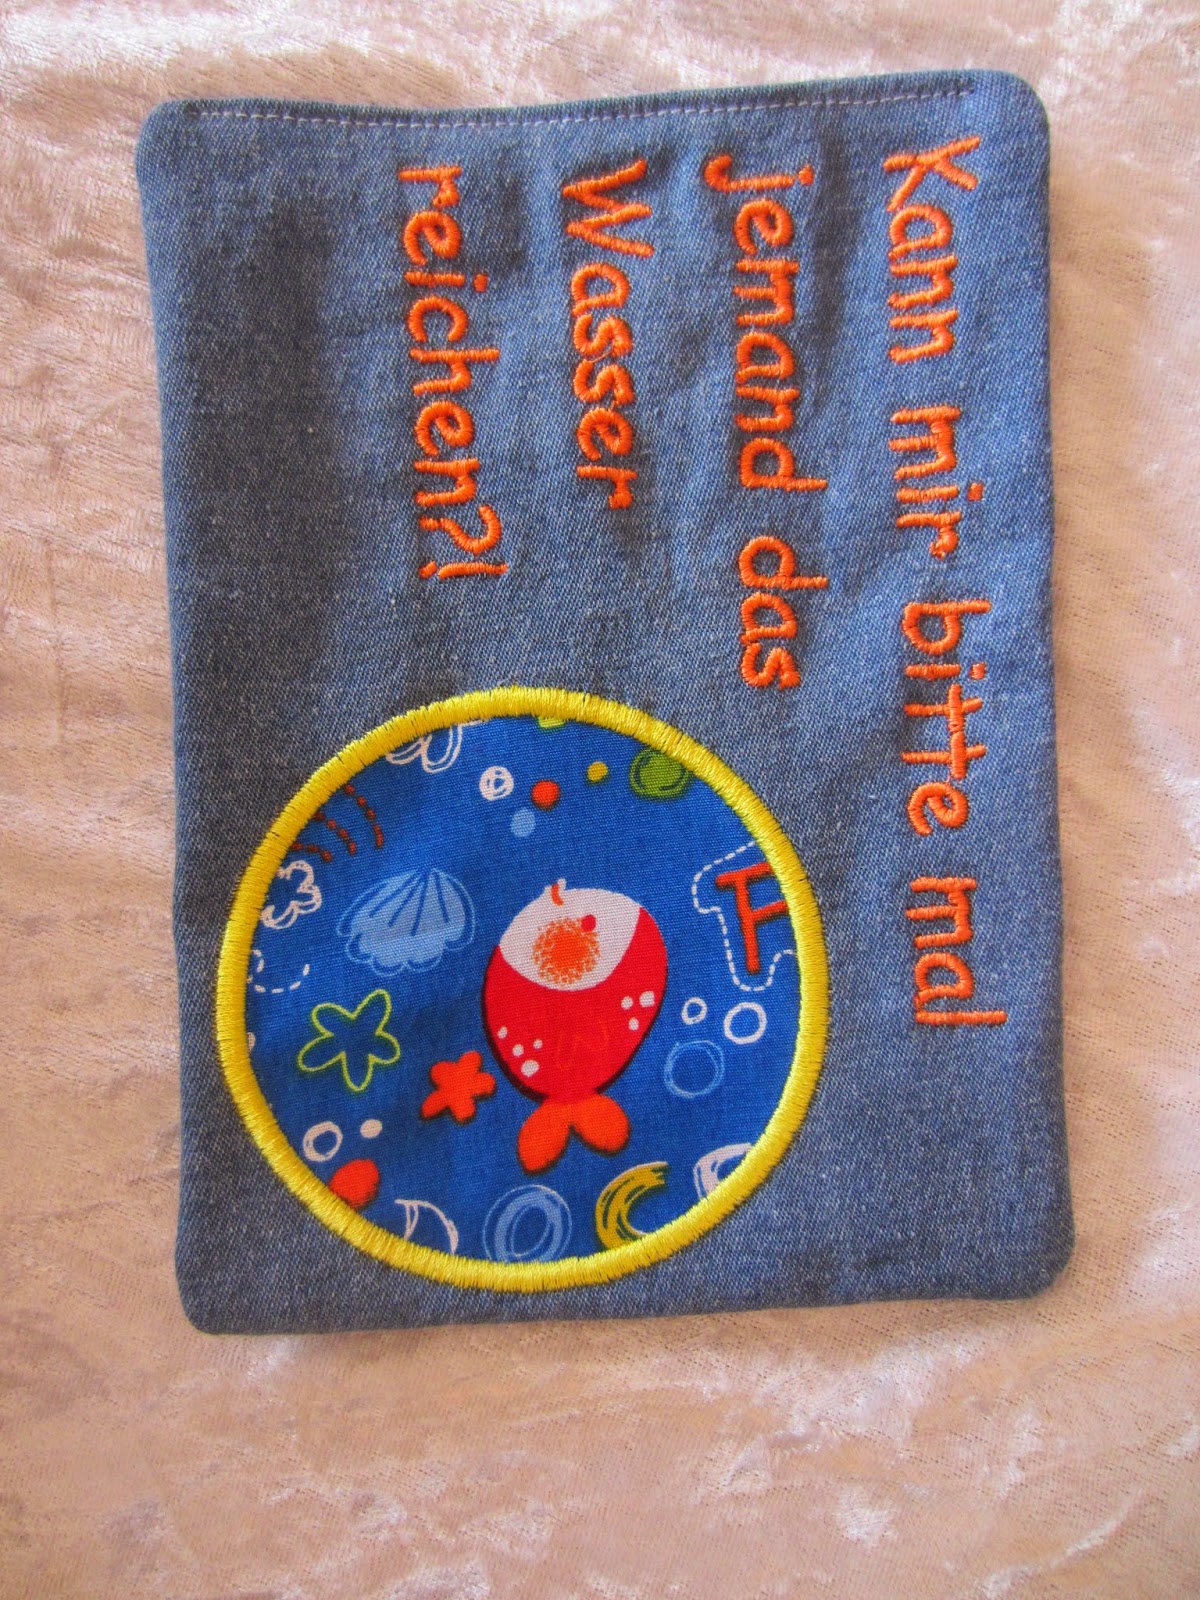 Kann mir bitte mal
jemand das
Wasser
reichen?!